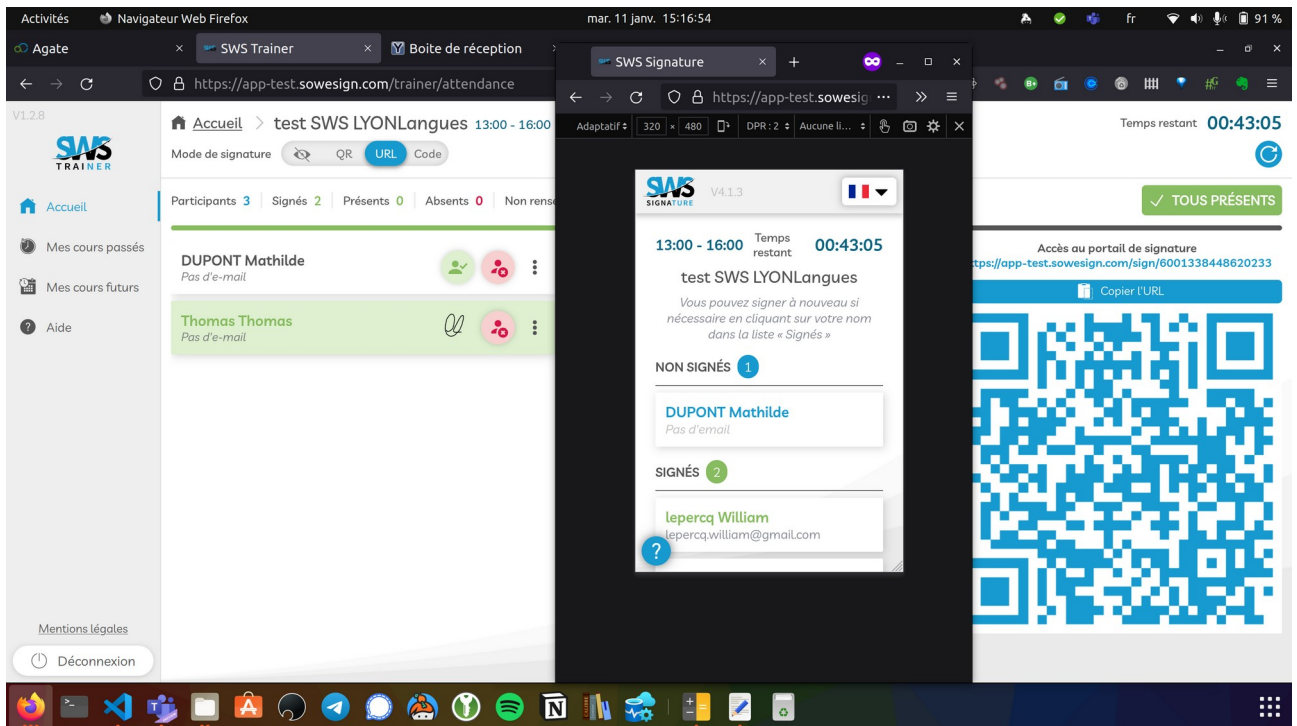 Activités
Navigateur Web Firefox
mar. 11 janv. 15:16:54
fr
91 %
Agate
SWS Trainer
Boite de réception
https://app-test.sowesign.com/trainer/attendance
V1.2.8
SWS
TRAINER
Accueil
Mes cours passés
Mes cours futurs
Aide
Mentions légales
Déconnexion
Accueil > test SWS LYONLangues 13:00 - 16:00
Mode de signature
QR
URL
Code
Participants 3
Signés 2
Présents 0
Absents 0
Non rens
DUPONT Mathilde
Pas d'e-mail
Thomas Thomas
Pas d'e-mail
SWS Signature
https://app-test.sowesig
Adaptatif
320 × 480
DPR : 2
Aucune li...
SWS
SIGNATURE
V4.1.3
13:00 - 16:00
Temps
restant
00:43:05
test SWS LYONLangues
Vous pouvez signer à nouveau si
nécessaire en cliquant sur votre nom
dans la liste « Signés »
NON SIGNÉS 1
DUPONT Mathilde
Pas d'email
SIGNÉS 2
lepercq William
lepercq.william@gmail.com
?
Temps restant 00:43:05
TOUS PRÉSENTS
Accès au portail de signature
tps://app-test.sowesign.com/sign/6001338448620233
Copier l'URL